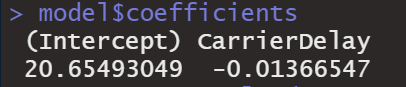 > model$coefficients
(Intercept) CarrierDelay
20.65493049 -0.01366547